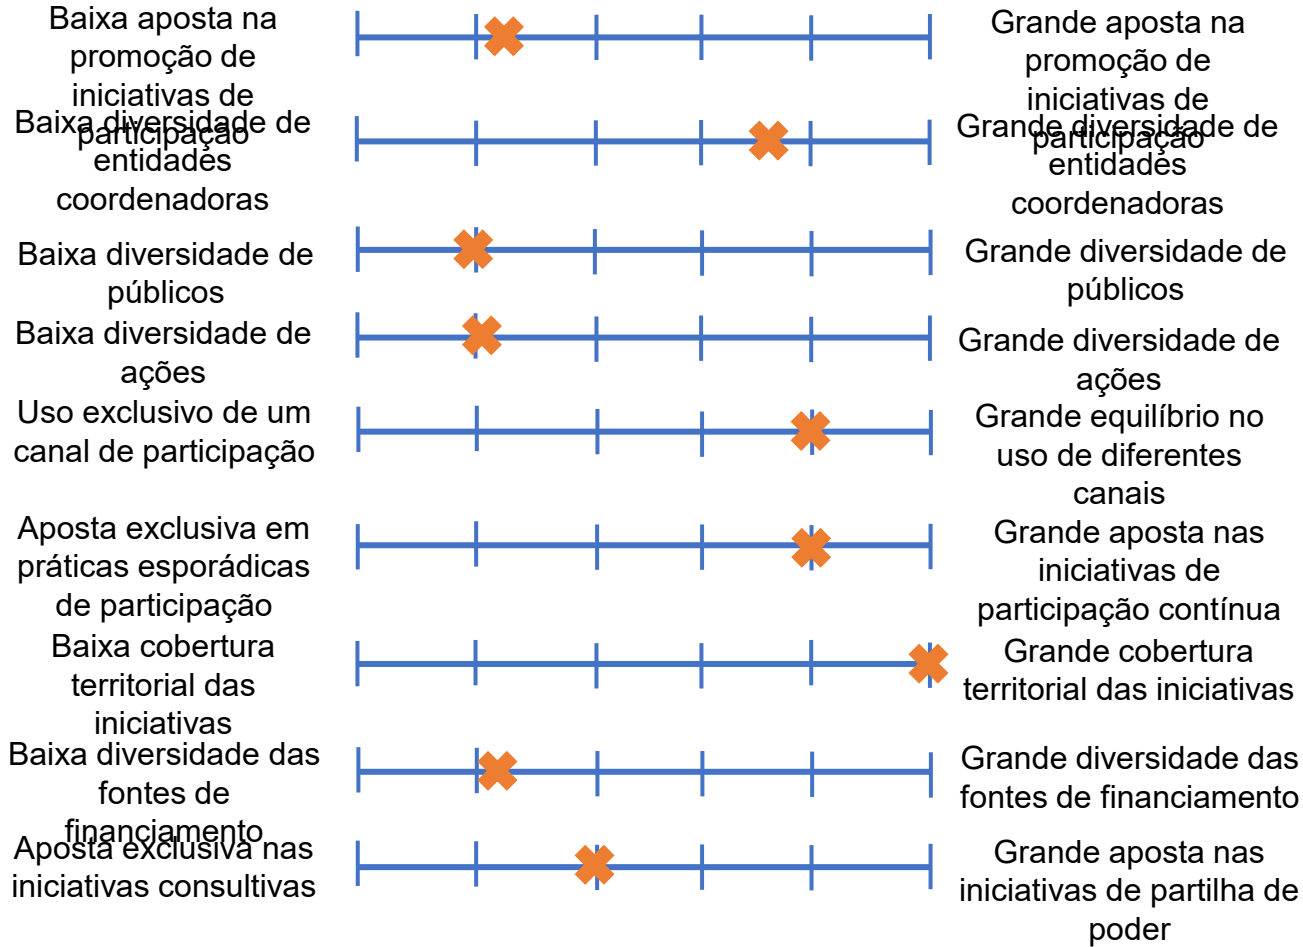 Baixa aposta na
promoção de
iniciativas de
participação
Grande aposta na
promoção de
iniciativas de
participação
Baixa diversidade de
entidades
coordenadoras
Grande diversidade de
entidades
coordenadoras
Baixa diversidade de
públicos
Grande diversidade de
públicos
Baixa diversidade de
ações
Grande diversidade de
ações
Uso exclusivo de um
canal de participação
Grande equilíbrio no
uso de diferentes
canais
Aposta exclusiva em
práticas esporádicas
de participação
Grande aposta nas
iniciativas de
participação contínua
Baixa cobertura
territorial das
iniciativas
Grande cobertura
territorial das iniciativas
Baixa diversidade das
fontes de
financiamento
Grande diversidade das
fontes de financiamento
Aposta exclusiva nas
iniciativas consultivas
Grande aposta nas
iniciativas de partilha de
poder